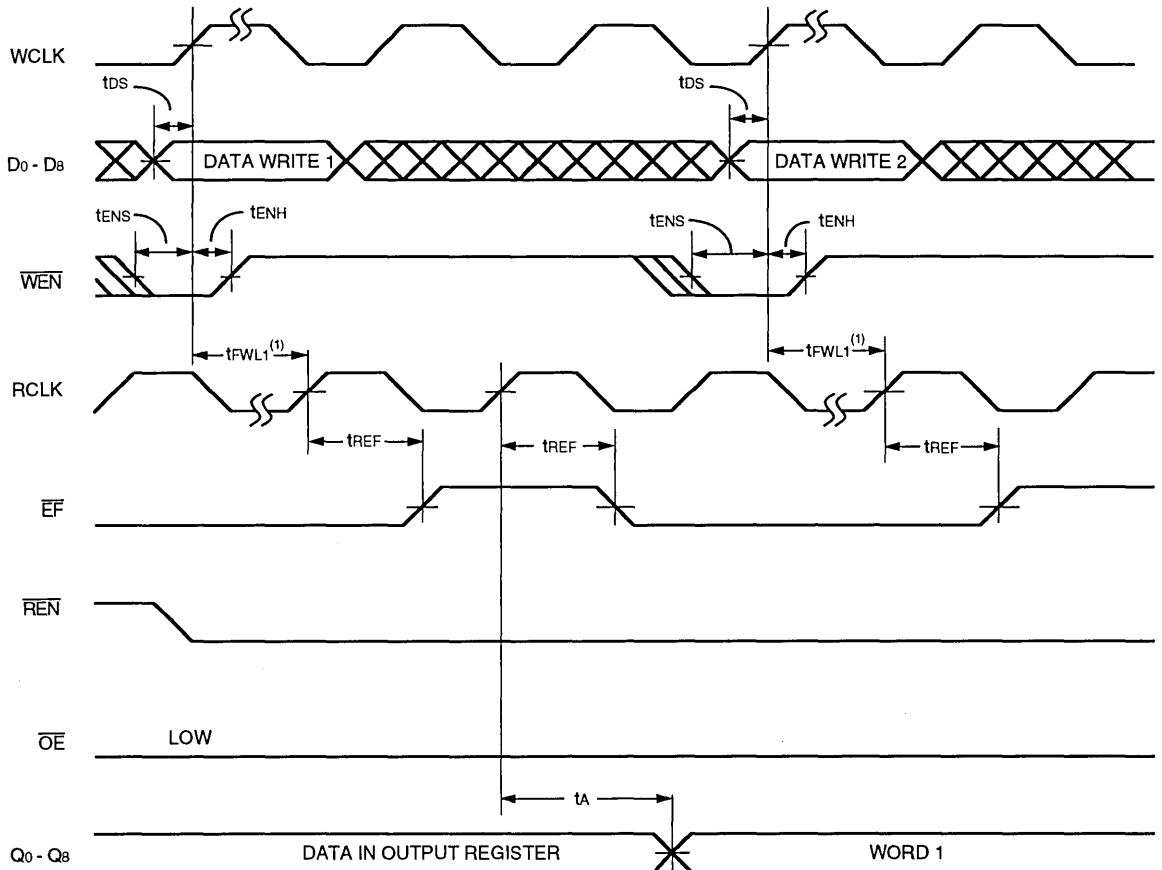 WCLK
tDS
tDS
D0 - D8
DATA WRITE 1
DATA WRITE 2
tENS
tENH
tENS
tENH
WEN
tFWL1(1)
tFWL1(1)
RCLK
tREF
tREF
tREF
EF
REN
OE
LOW
tA
Q0 - Q8
DATA IN OUTPUT REGISTER
WORD 1